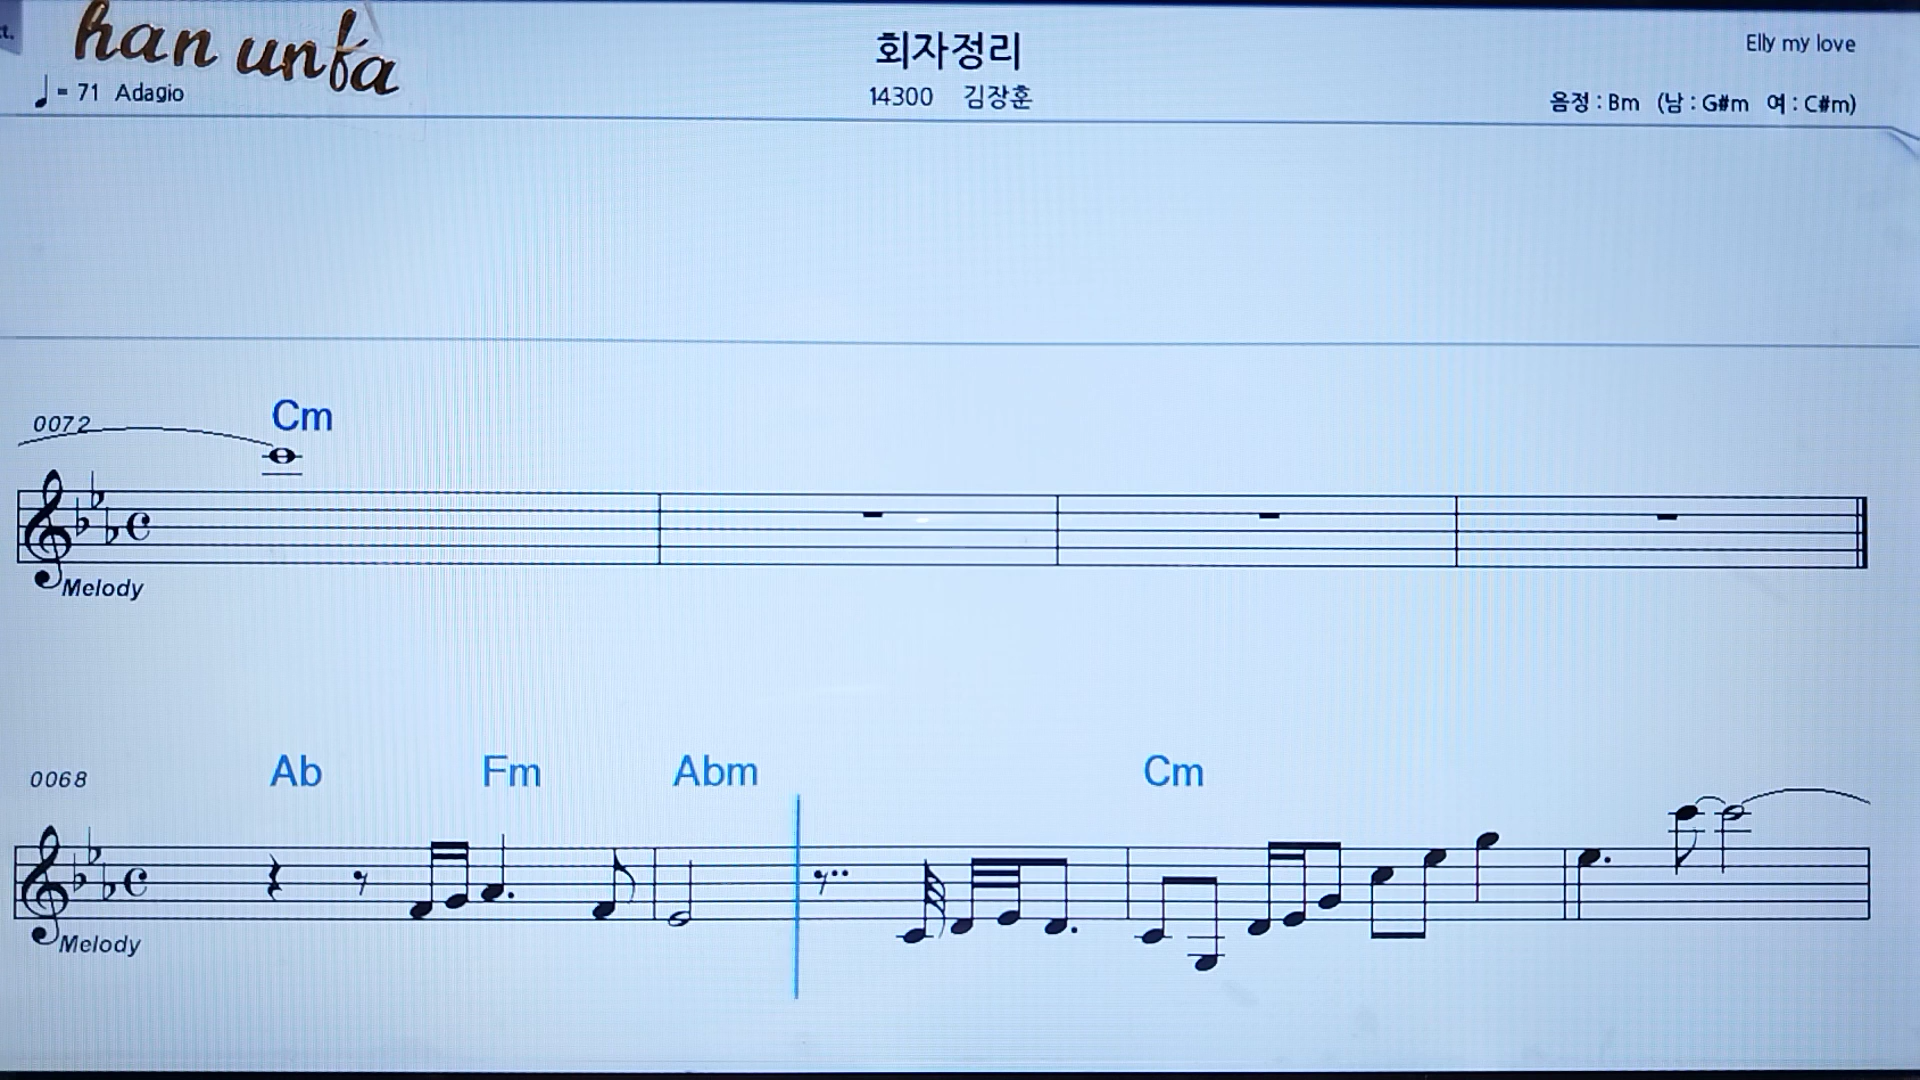 han unfa
회자정리
Elly my love
= 71 Adagio
14300 김장훈
음정 : Bm (남 : G#m 여 : C#m)
0072
Cm
Melody
0068
Ab Fm Abm Cm
Melody